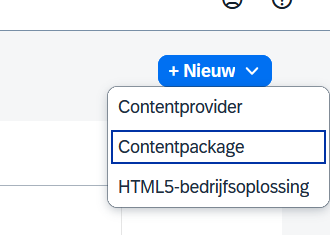 + Nieuw
Contentprovider
Contentpackage
HTML5-bedrijfsoplossing